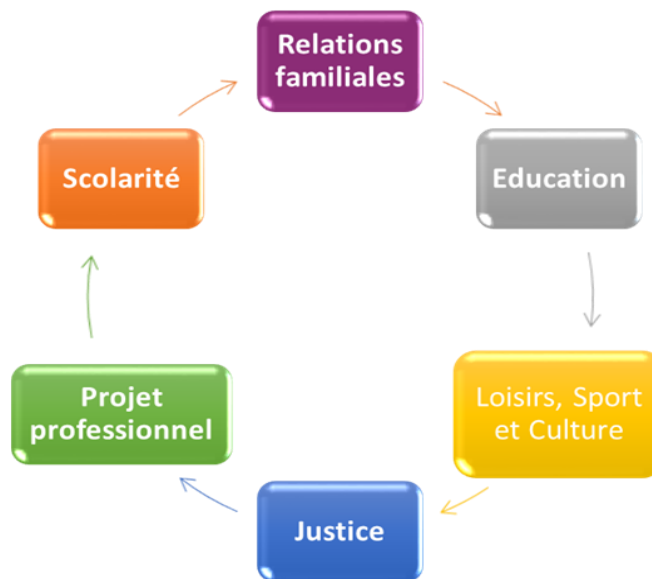 Relations
familiales
Education
Loisirs, Sport
et Culture
Justice
Projet
professionnel
Scolarité